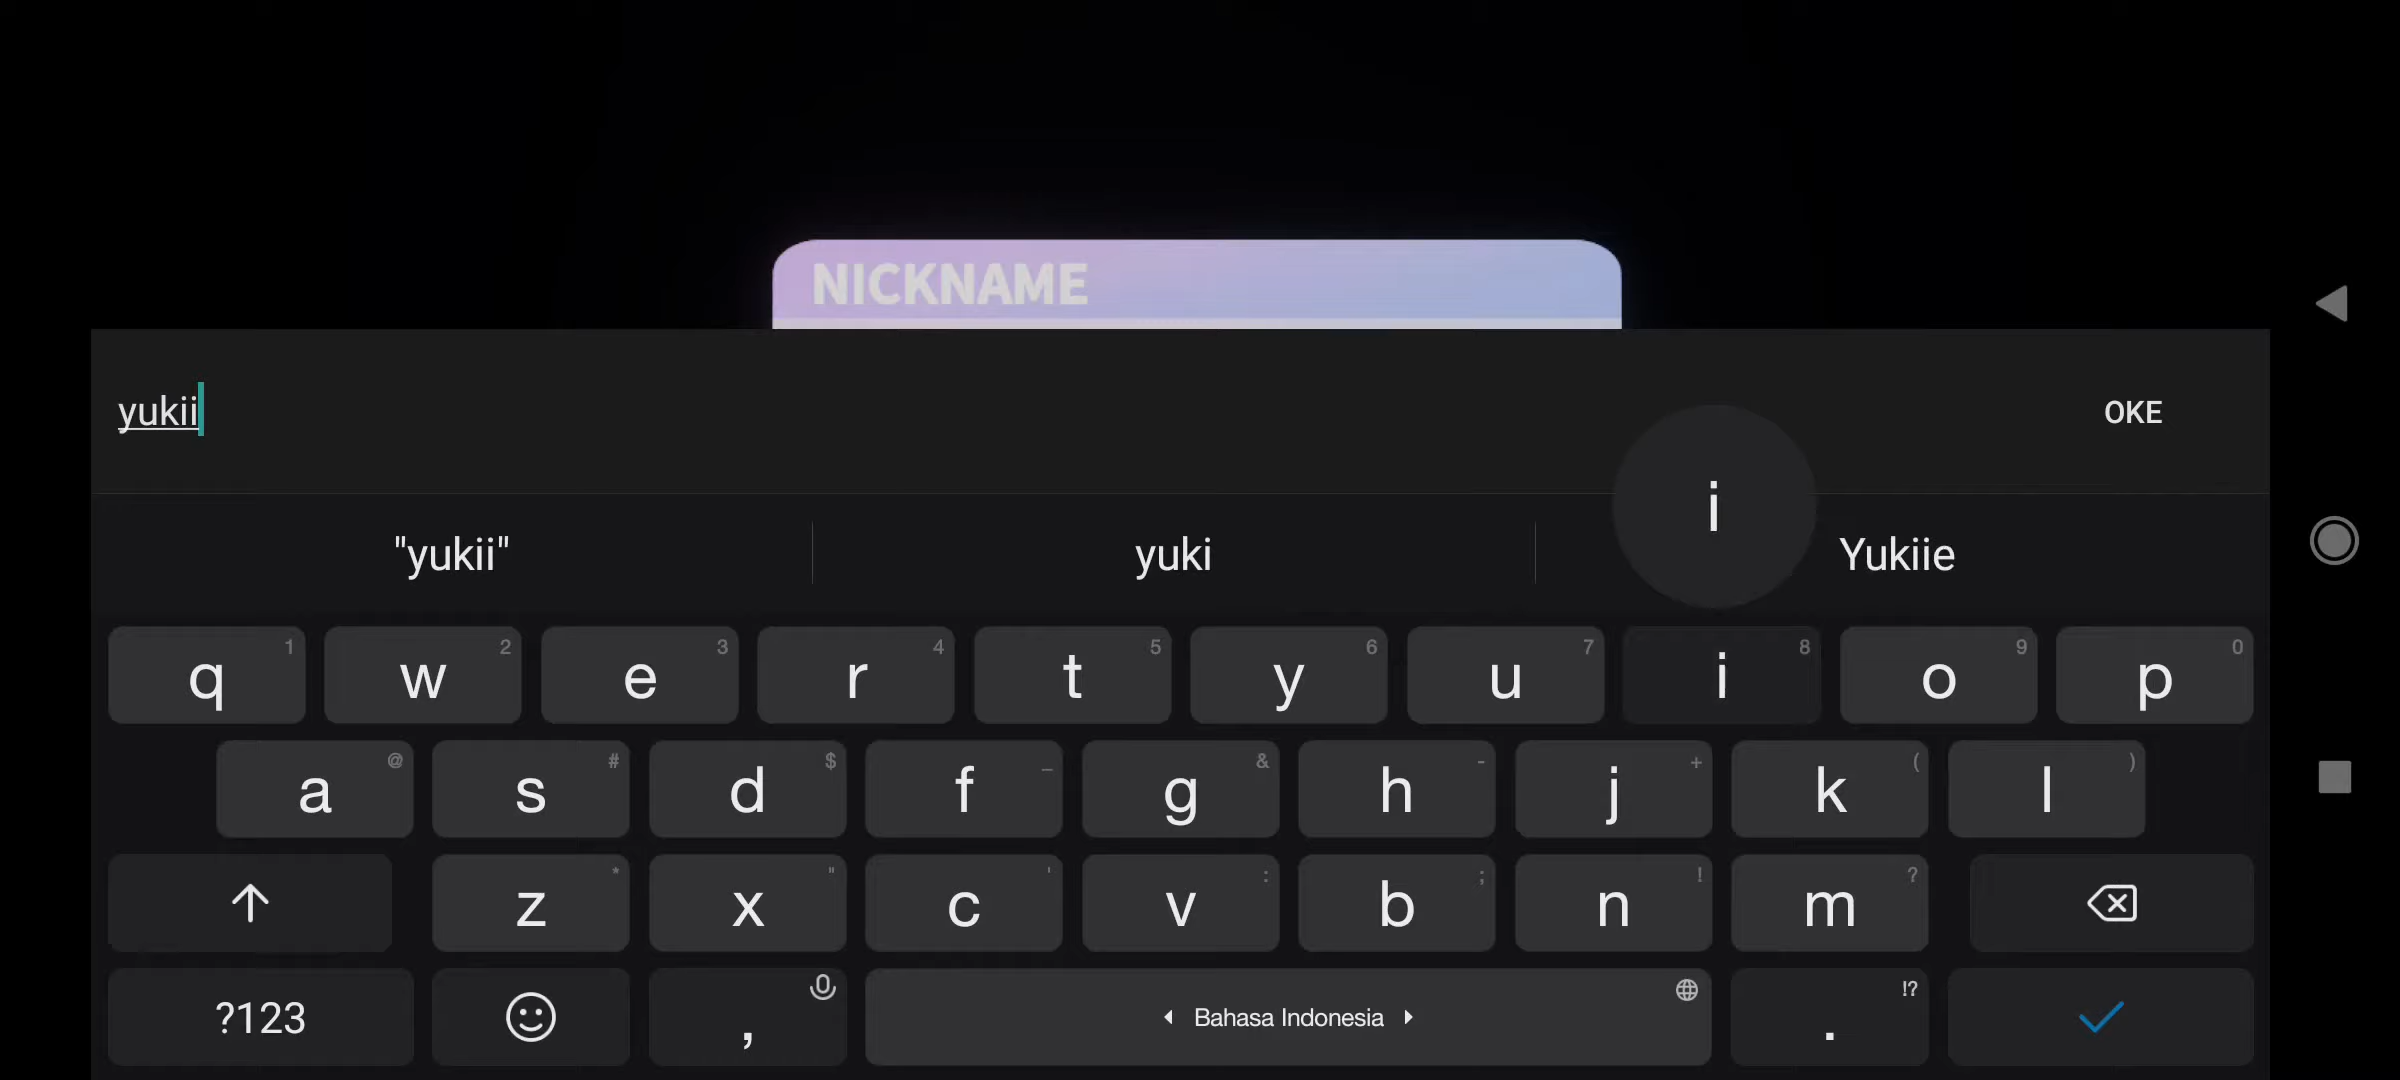 NICKNAME
yukii
OKE
i
"yukii" yuki Yukiie
q 1 w 2 e 3 r 4 t 5 y 6 u 7 i 8 o 9 p 0
a @ s # d $ f _ g & h - j + k ( l )
z * x " c ' v : b ; n ! m ?
?123 , Bahasa Indonesia . !?